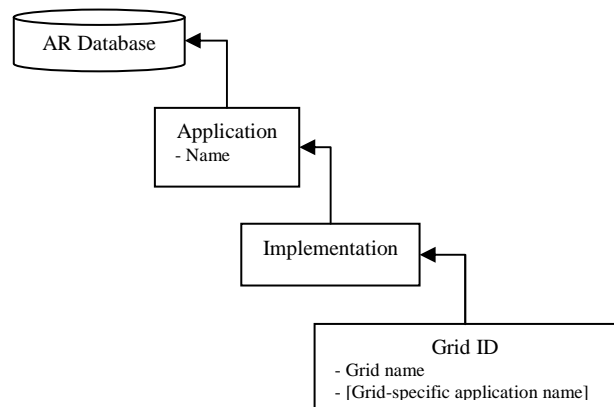 AR Database
Application
- Name
Implementation
Grid ID
- Grid name
- [Grid-specific application name]